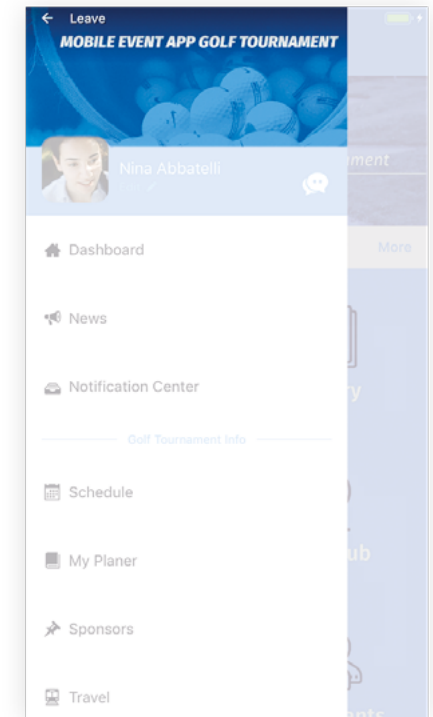 Leave
MOBILE EVENT APP GOLF TOURNAMENT
Nina Abbatelli
Dashboard
More
News
Notification Center
Golf Tournament Info
Schedule
My Planer
Sponsors
Travel